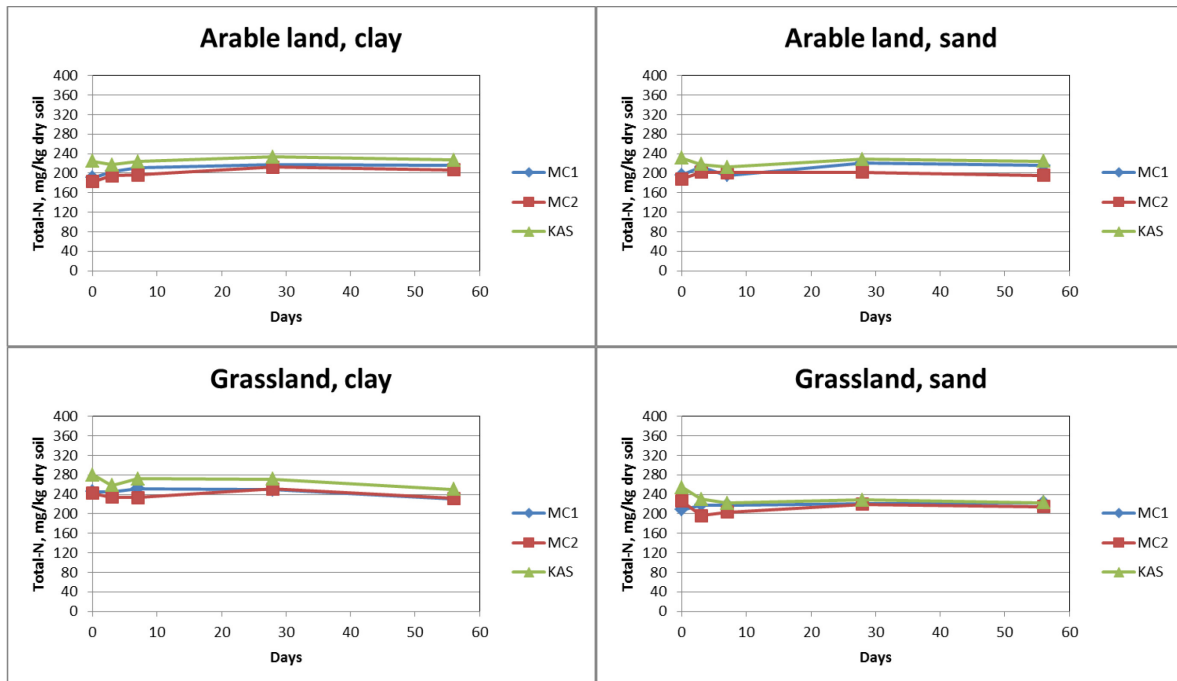 Arable land, clay
Total-N, mg/kg dry soil
400
360
320
280
240
200
160
120
80
40
0
0 10 20 30 40 50 60
Days
MC1
MC2
KAS
Arable land, sand
Total-N, mg/kg dry soil
400
360
320
280
240
200
160
120
80
40
0
0 10 20 30 40 50 60
Days
MC1
MC2
KAS
Grassland, clay
Total-N, mg/kg dry soil
400
360
320
280
240
200
160
120
80
40
0
0 10 20 30 40 50 60
Days
MC1
MC2
KAS
Grassland, sand
Total-N, mg/kg dry soil
400
360
320
280
240
200
160
120
80
40
0
0 10 20 30 40 50 60
Days
MC1
MC2
KAS